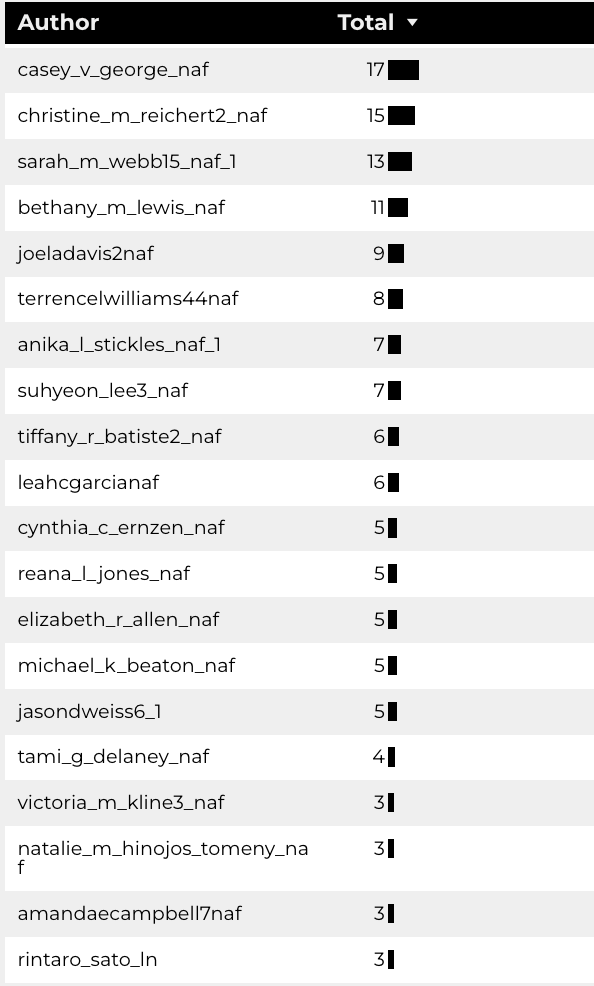 Author Total ▼
casey_v_george_naf 17
christine_m_reichert2_naf 15
sarah_m_webb15_naf_1 13
bethany_m_lewis_naf 11
joeladavis2naf 9
terrencelwilliams44naf 8
anika_l_stickles_naf_1 7
suhyeon_lee3_naf 7
tiffany_r_batiste2_naf 6
leahcgarcianaf 6
cynthia_c_ernzen_naf 5
reana_l_jones_naf 5
elizabeth_r_allen_naf 5
michael_k_beaton_naf 5
jasondweiss6_1 5
tami_g_delaney_naf 4
victoria_m_kline3_naf 3
natalie_m_hinojos_tomeny_na 3
f
amandaecampbell7naf 3
rintaro_sato_ln 3